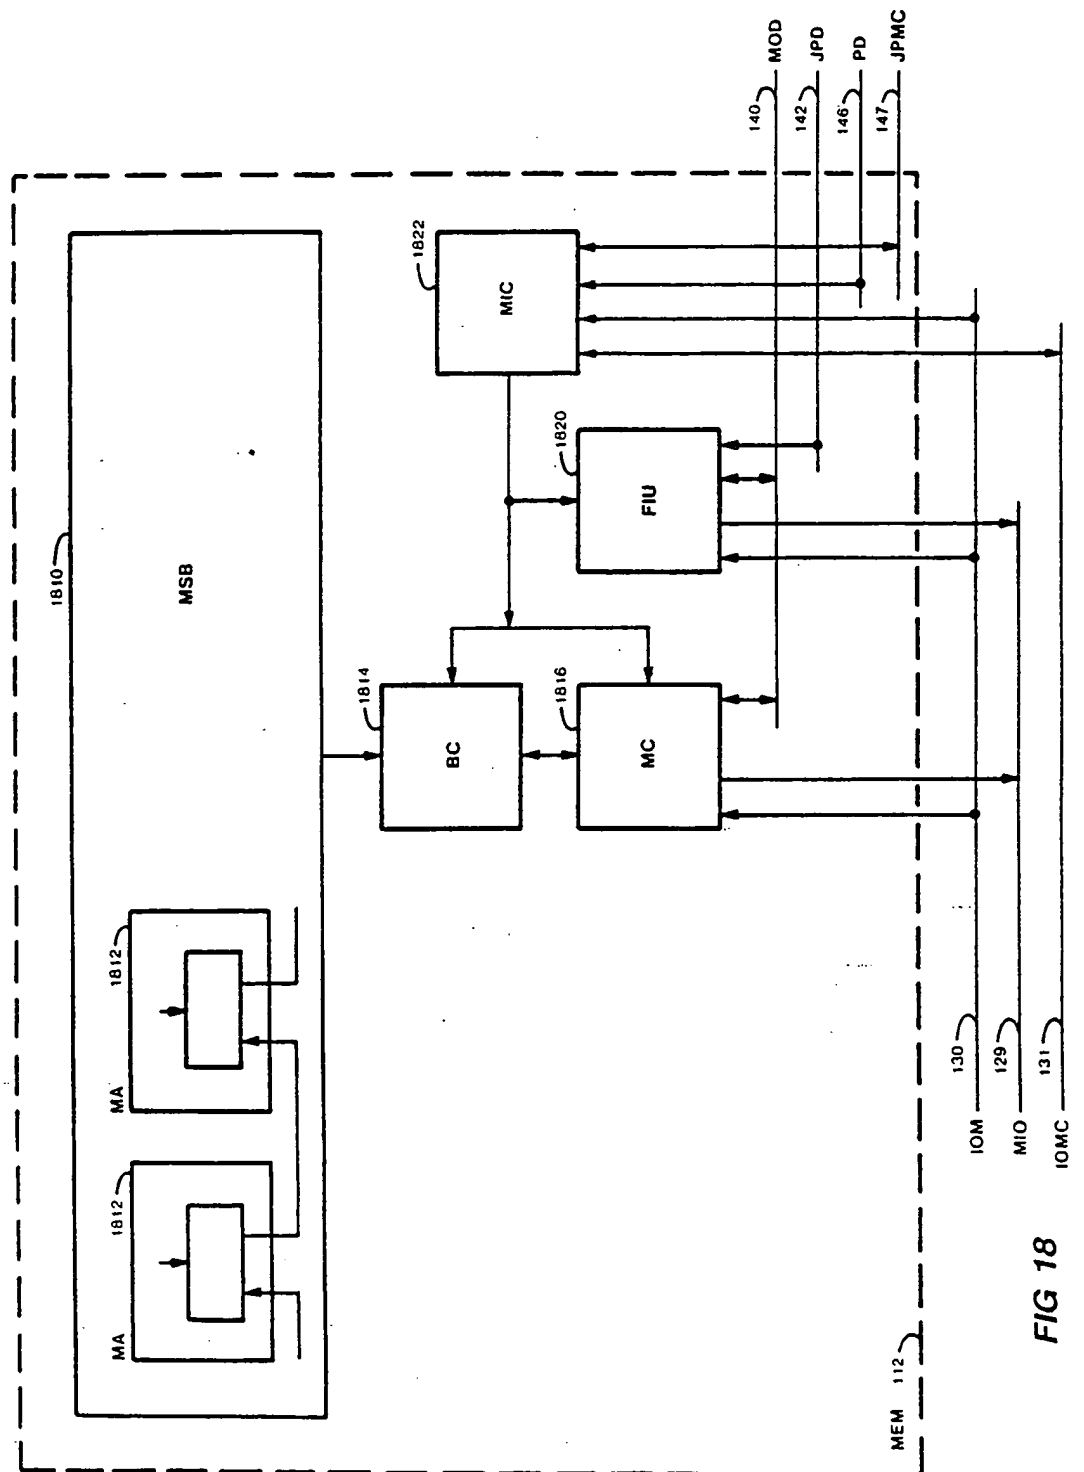 1810
MSB
MA
1812
MA
1812
1814
BC
1816
MC
1820
FIU
1822
MIC
140
MOD
142
JPD
146
PD
147
JPMC
IOM
130
MIO
129
IOMC
131
MEM 112
FIG 18